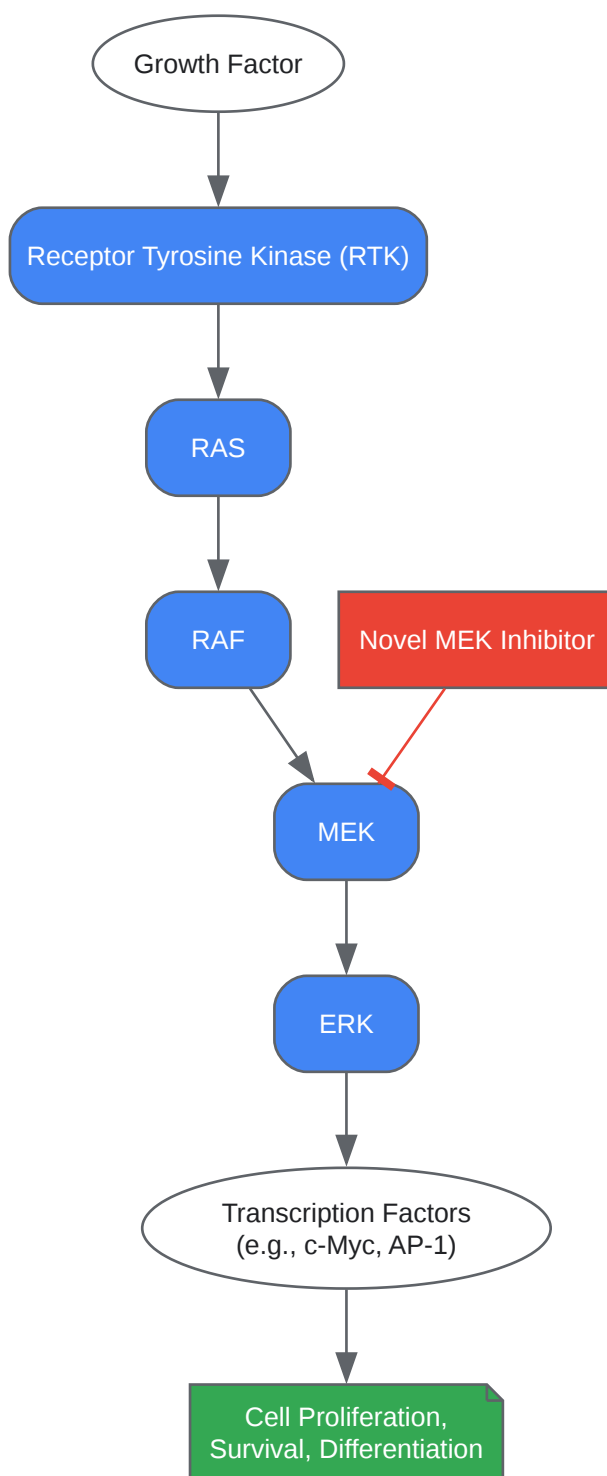 Growth Factor
Receptor Tyrosine Kinase (RTK)
RAS
RAF
Novel MEK Inhibitor
MEK
ERK
Transcription Factors
(e.g., c-Myc, AP-1)
Cell Proliferation,
Survival, Differentiation